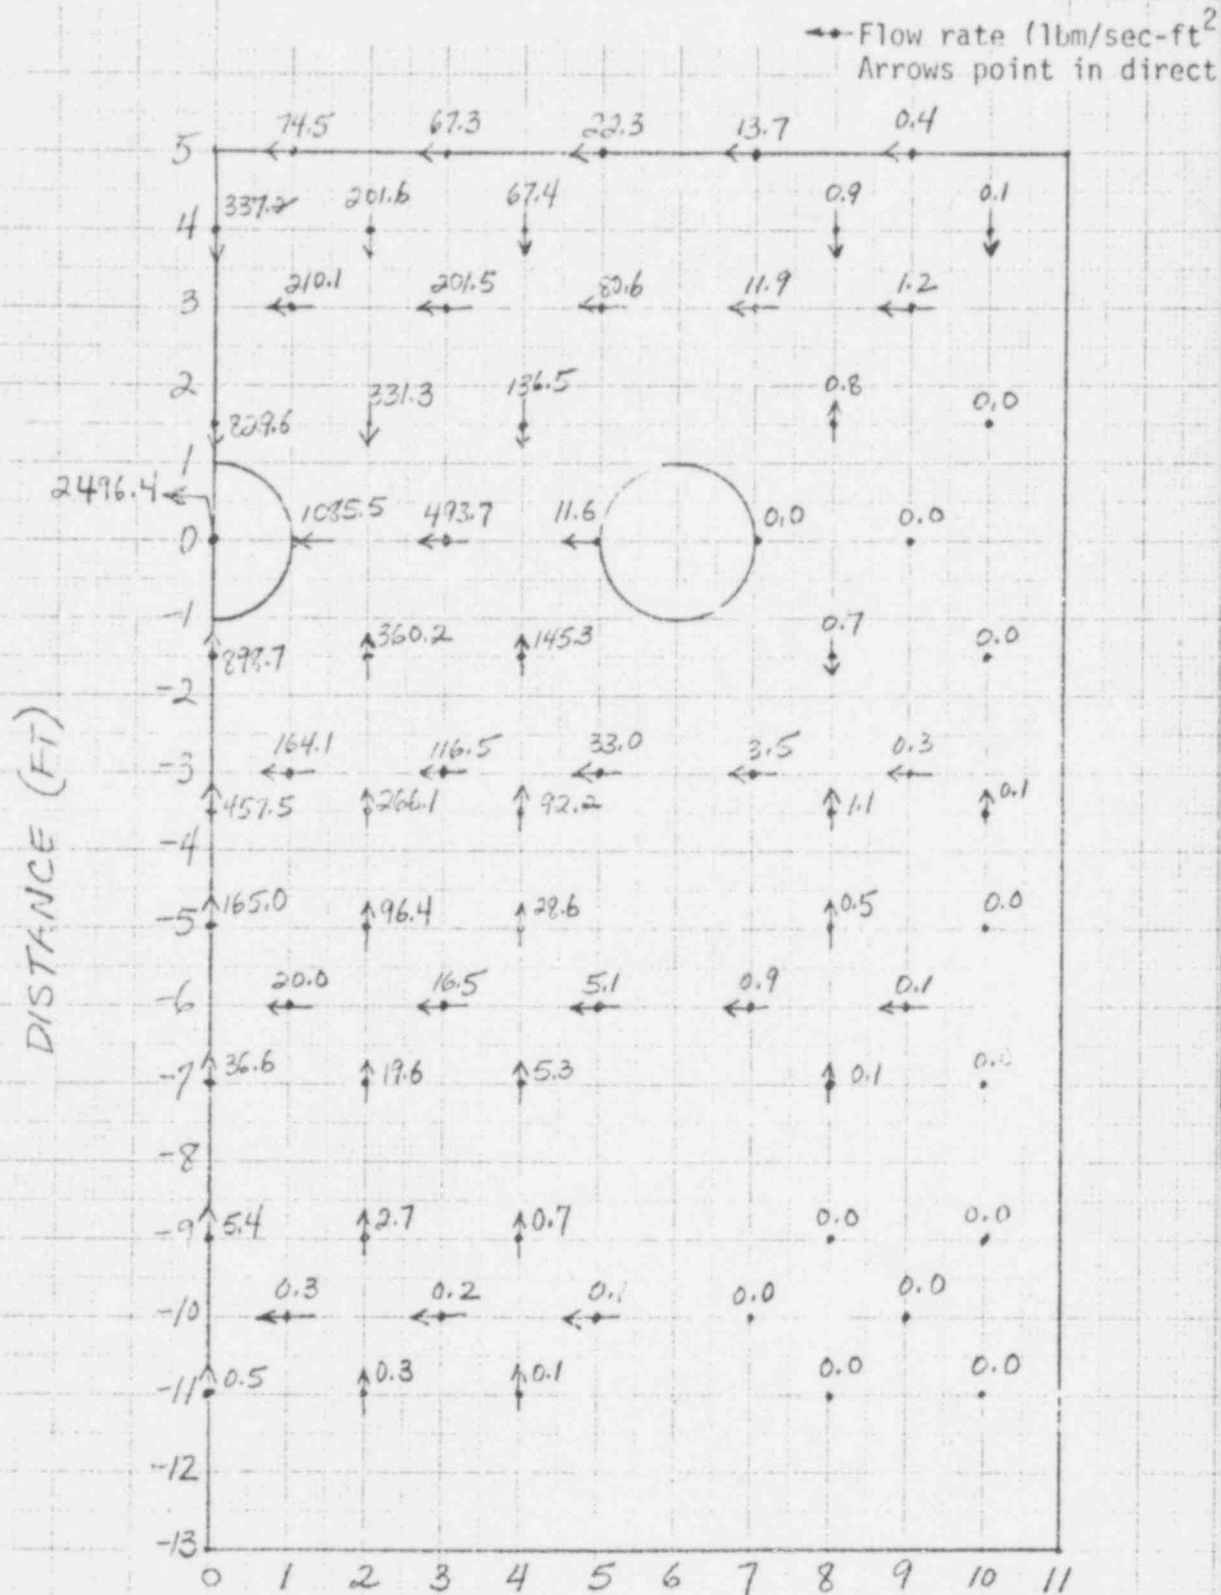 Flow rate (lbm/sec-ft2
Arrows point in direct
74.5 67.3 22.3 13.7 0.4
5
337.2 201.6 67.4 0.9 0.1
4
210.1 201.5 80.6 11.9 1.2
3
2 331.3 136.5 0.8 0.0
829.6
1
2496.4
1085.5 493.7 11.6 0.0 0.0
0
-1
898.7 360.2 145.3 0.7 0.0
-2
164.1 116.5 33.0 3.5 0.3
-3
457.5 266.1 92.2 1.1 0.1
-4
-5 165.0 96.4 28.6 0.5 0.0
20.0 16.5 5.1 0.9 0.1
-6
-7 36.6 19.6 5.3 0.1 0.0
-8
-9 5.4 2.7 0.7 0.0 0.0
0.3 0.2 0.0 0.0
-10
-11 0.5 0.3 0.1 0.0 0.0
-12
-13
0 1 2 3 4 5 6 7 8 9 10 11
DISTANCE (FT)